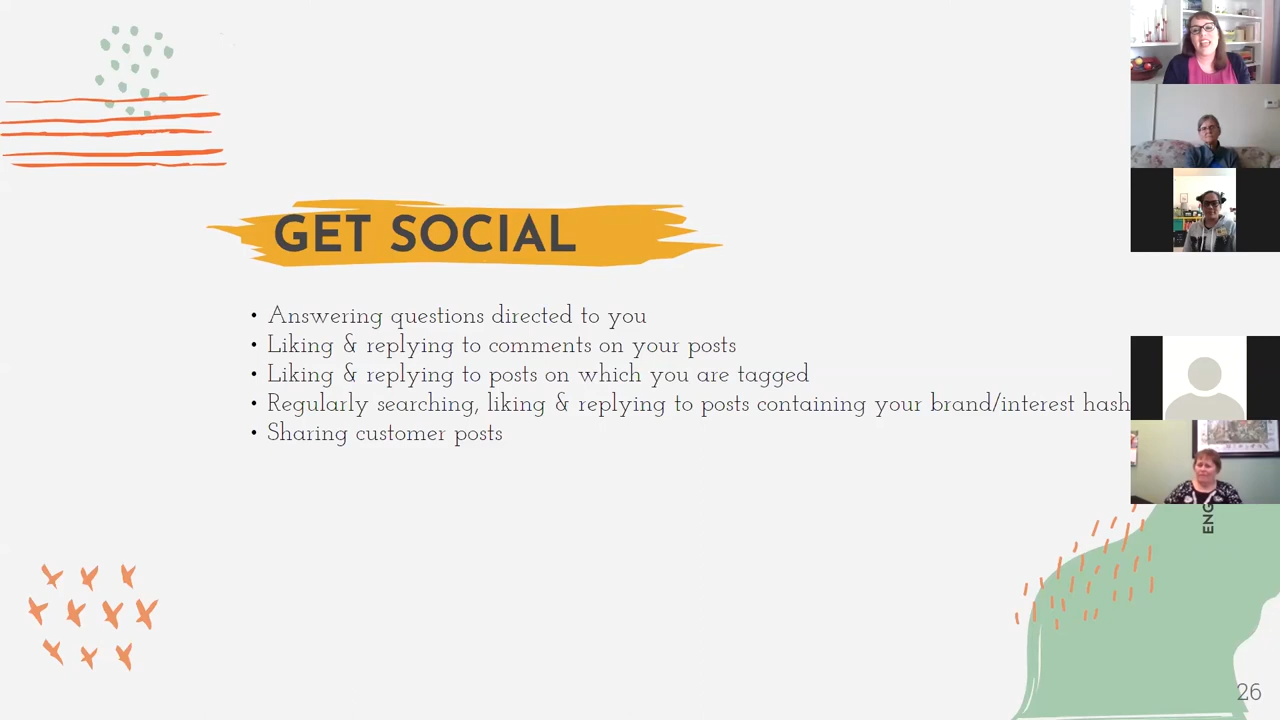 GET SOCIAL
• Answering questions directed to you
• Liking & replying to comments on your posts
• Liking & replying to posts on which you are tagged
• Regularly searching, liking & replying to posts containing your brand/interest hash
• Sharing customer posts
ENG
26